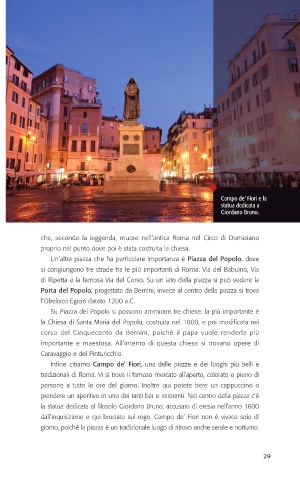 Campo de' Fiori e la
statua dedicata a
Giordano Bruno.
che, secondo la leggenda, muore nell'antica Roma nel Circo di Domiziano
proprio nel punto dove poi è stata costruita la chiesa.
Un'altra piazza che ha particolare importanza è Piazza del Popolo, dove
si congiungono tre strade tra le più importanti di Roma: Via del Babuino, Via
di Ripetta e la famosa Via del Corso. Su un lato della piazza si può vedere la
Porta del Popolo, progettata da Bernini, invece al centro della piazza si trova
l'Obelisco Egizio datato 1200 a.C.
Su Piazza del Popolo si possono ammirare tre chiese: la più importante è
la Chiesa di Santa Maria del Popolo, costruita nel 1000, e poi modificata nel
corso del Cinquecento da Bernini, poiché il papa vuole renderla più
importante e maestosa. All'interno di questa chiesa si trovano opere di
Caravaggio e del Pinturicchio.
Infine citiamo Campo de' Fiori, una delle piazze e dei luoghi più belli e
tradizionali di Roma. Vi si trova il famoso mercato all'aperto, colorato e pieno di
persone a tutte le ore del giorno. Inoltre qui potete bere un cappuccino o
prendere un aperitivo in uno dei tanti bar e ristoranti. Nel centro della piazza c'è
la statua dedicata al filosofo Giordano Bruno, accusato di eresia nell'anno 1600
dall'inquisizione e qui bruciato sul rogo. Campo de' Fiori non è vivace solo di
giorno, poiché la piazza è un tradizionale luogo di ritrovo anche serale e notturno.
29